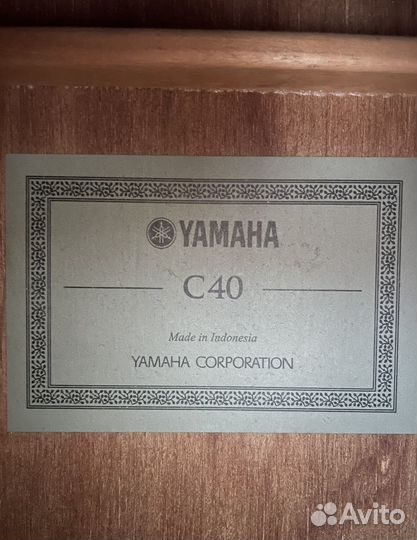 YAMAHA
C40
Made in Indonesia
YAMAHA CORPORATION
Avito